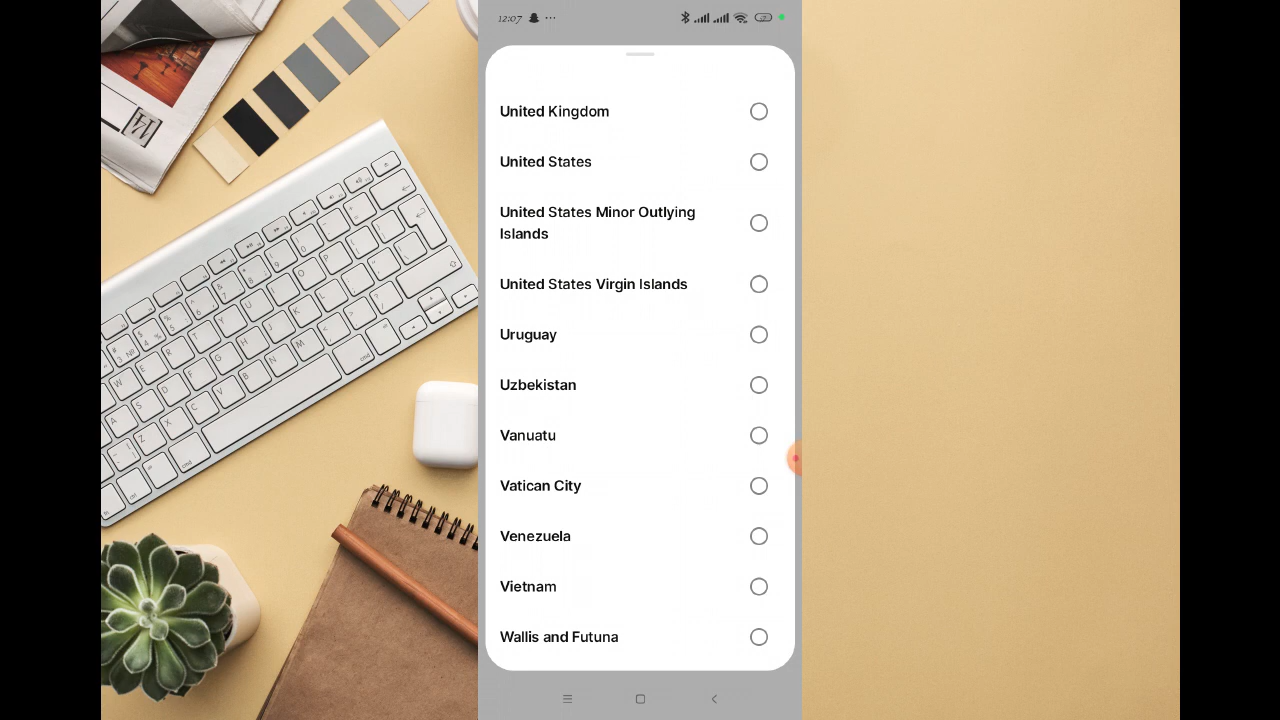 12:07
United Kingdom
United States
United States Minor Outlying
Islands
United States Virgin Islands
Uruguay
Uzbekistan
Vanuatu
Vatican City
Venezuela
Vietnam
Wallis and Futuna